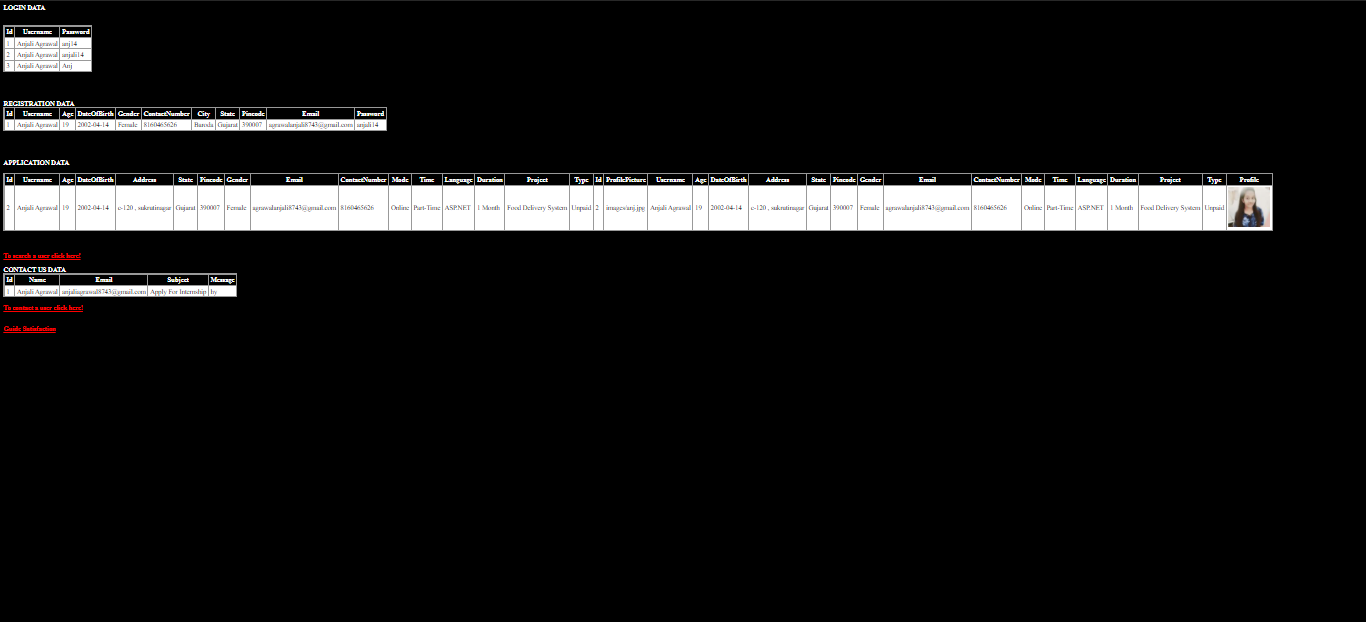 LOGIN DATA
Id Username Password
1 Anjali Agrawal anj14
2 Anjali Agrawal anjali14
3 Anjali Agrawal Anj
REGISTRATION DATA
Id Username Age DateOfBirth Gender ContactNumber City State Pincode Email Password
1 Anjali Agrawal 19 2002-04-14 Female 8160465626 Baroda Gujarat 390007 agrawalanjali8743@gmail.com anjali14
APPLICATION DATA
Id Username Age DateOfBirth Address State Pincode Gender Email ContactNumber Mode Time Language Duration Project Type Id ProfilePicture Username Age DateOfBirth Address State Pincode Gender Email ContactNumber Mode Time Language Duration Project Type Profile
2 Anjali Agrawal 19 2002-04-14 c-120 , sukrutinagar Gujarat 390007 Female agrawalanjali8743@gmail.com 8160465626 Online Part-Time ASP.NET 1 Month Food Delivery System Unpaid 2 images/anj.jpg Anjali Agrawal 19 2002-04-14 c-120 , sukrutinagar Gujarat 390007 Female agrawalanjali8743@gmail.com 8160465626 Online Part-Time ASP.NET 1 Month Food Delivery System Unpaid
To search a user click here!
CONTACT US DATA
Id Name Email Subject Message
1 Anjali Agrawal anjaliagrawal8743@gmail.com Apply For Internship hy
To contact a user click here!
Guide Satisfaction